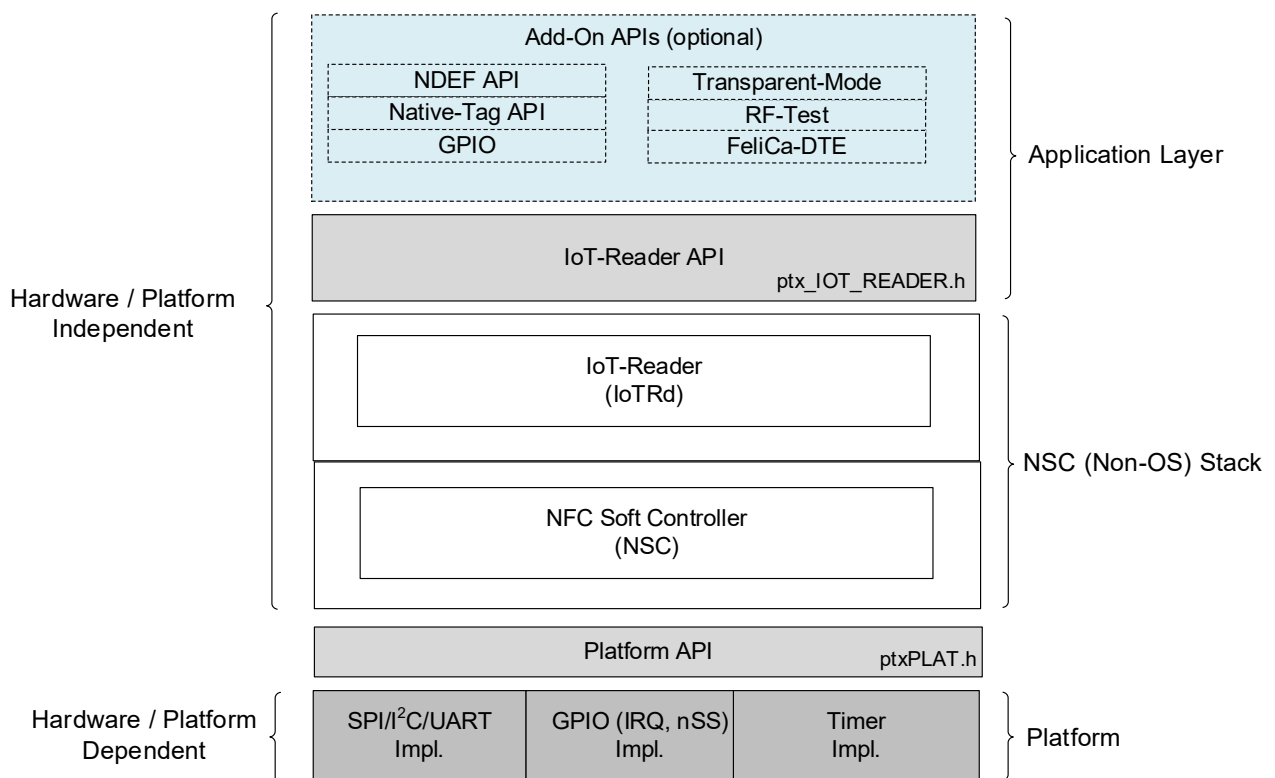 Add-On APIs (optional)
NDEF API
Native-Tag API
GPIO
Transparent-Mode
RF-Test
FeliCa-DTE
Application Layer
IoT-Reader API
ptx_IOT_READER.h
Hardware / Platform
Independent
IoT-Reader
(IoTRd)
NSC (Non-OS) Stack
NFC Soft Controller
(NSC)
Platform API
ptxPLAT.h
Hardware / Platform
Dependent
SPI/I²C/UART
Impl.
GPIO (IRQ, nSS)
Impl.
Timer
Impl.
Platform